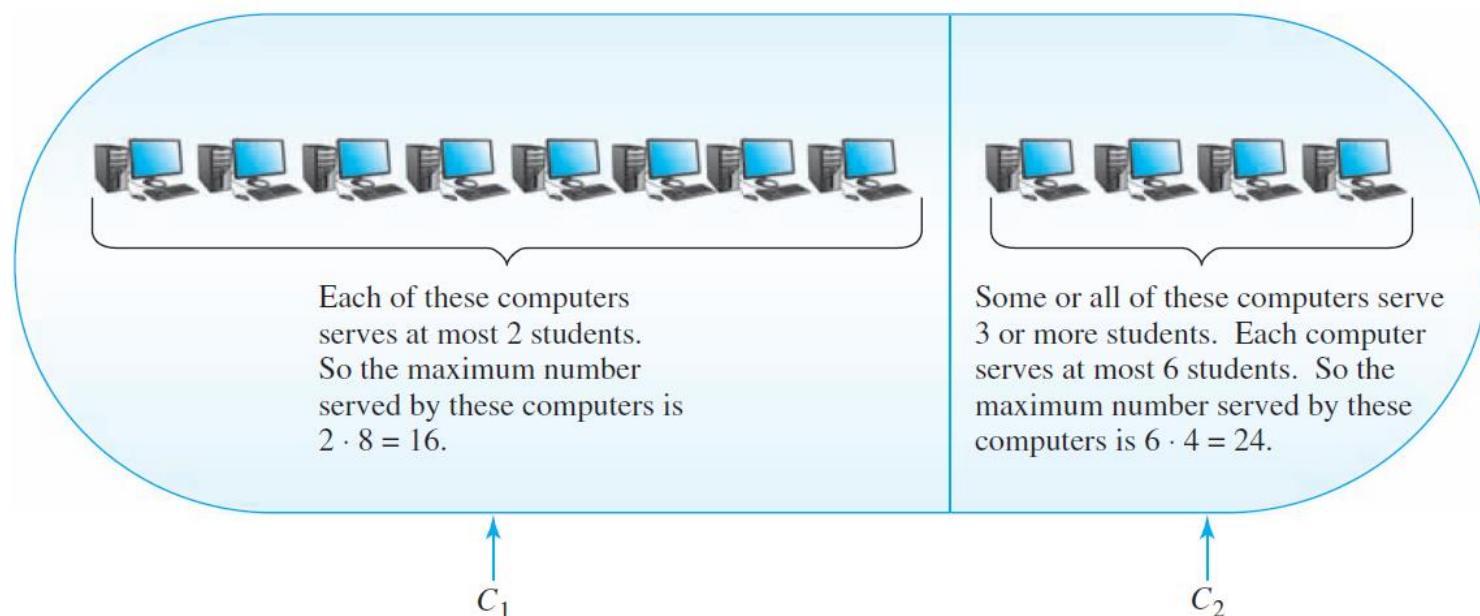 Each of these computers
serves at most 2 students.
So the maximum number
served by these computers is
2 · 8 = 16.
Some or all of these computers serve
3 or more students. Each computer
serves at most 6 students. So the
maximum number served by these
computers is 6 · 4 = 24.
C₁
C₂